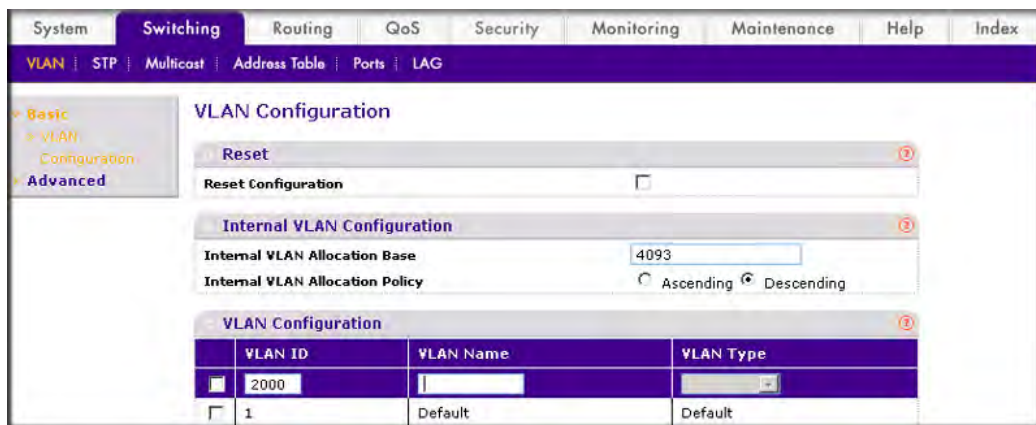 System Switching Routing QoS Security Monitoring Maintenance Help Index
VLAN STP Multicast Address Table Ports LAG
Basic
VLAN
Configuration
Advanced
VLAN Configuration
Reset
Reset Configuration
Internal VLAN Configuration
Internal VLAN Allocation Base 4093
Internal VLAN Allocation Policy Ascending Descending
VLAN Configuration
VLAN ID VLAN Name VLAN Type
2000
1 Default Default